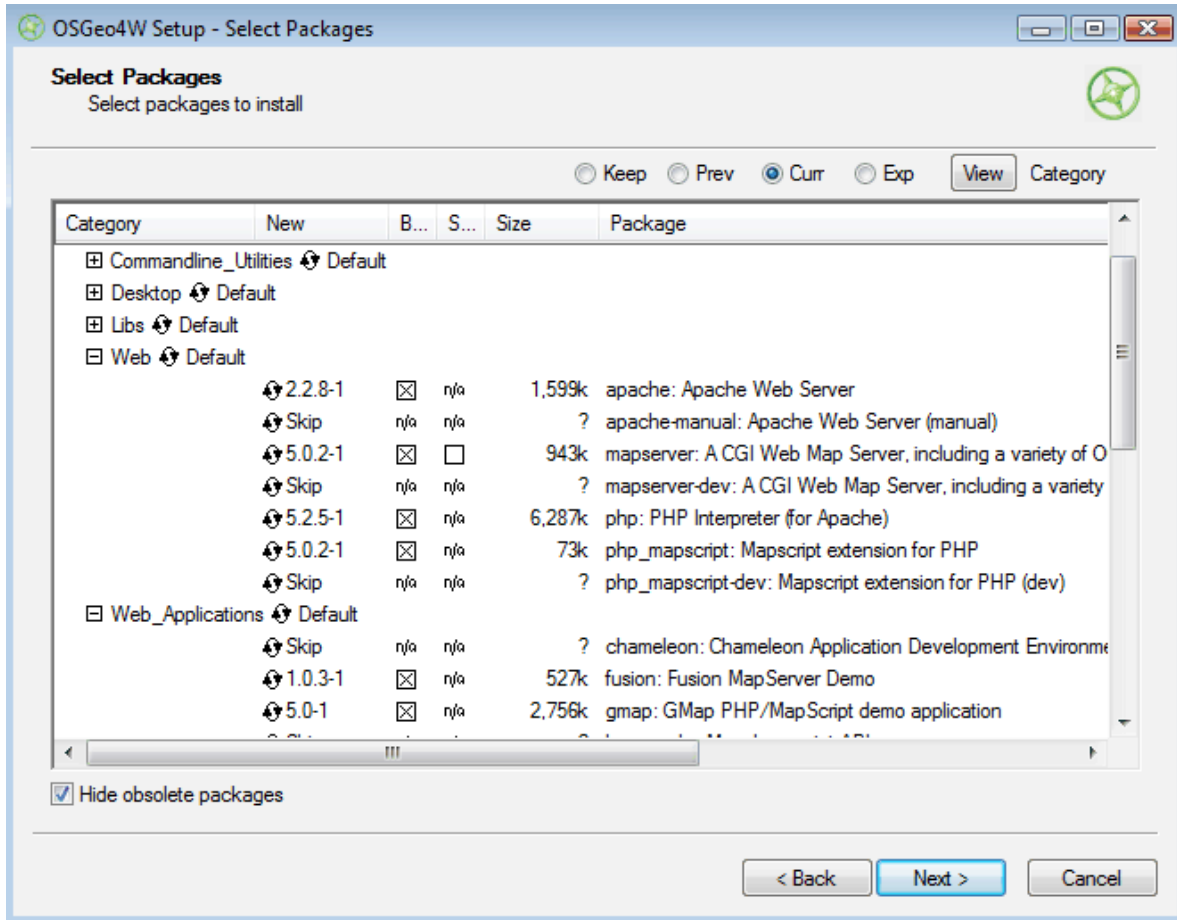 OSGeo4W Setup - Select Packages
Select Packages
Select packages to install
Keep Prev Curr Exp View Category
Category New B... S... Size Package
Commandline_Utilities Default
Desktop Default
Libs Default
Web Default
2.2.8-1 n/a 1,599k apache: Apache Web Server
Skip n/a n/a ? apache-manual: Apache Web Server (manual)
5.0.2-1 943k mapserver: A CGI Web Map Server, including a variety of O
Skip n/a n/a ? mapserver-dev: A CGI Web Map Server, including a variety
5.2.5-1 n/a 6,287k php: PHP Interpreter (for Apache)
5.0.2-1 n/a 73k php_mapscript: Mapscript extension for PHP
Skip n/a n/a ? php_mapscript-dev: Mapscript extension for PHP (dev)
Web_Applications Default
Skip n/a n/a ? chameleon: Chameleon Application Development Environme
1.0.3-1 n/a 527k fusion: Fusion MapServer Demo
5.0-1 n/a 2,756k gmap: GMap PHP/MapScript demo application
Hide obsolete packages
< Back Next > Cancel